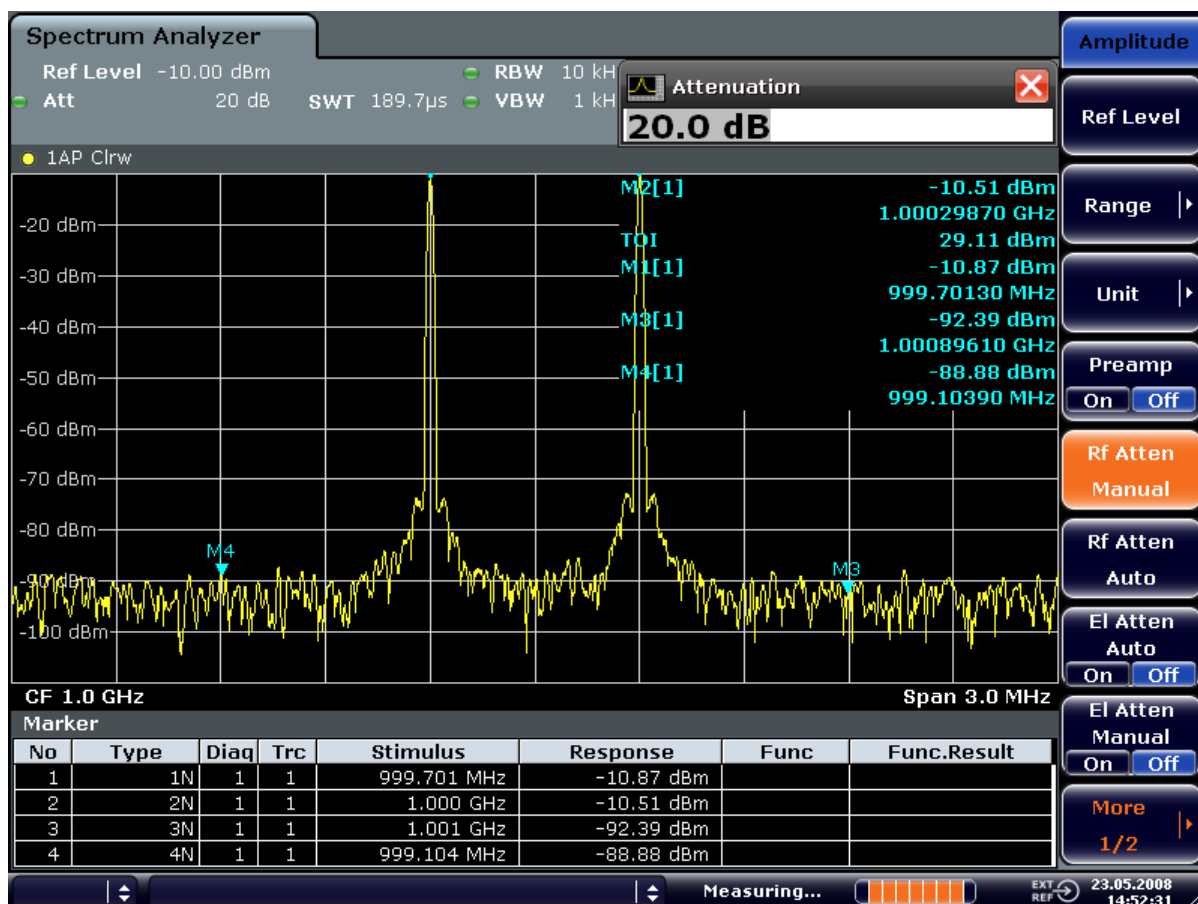 Spectrum Analyzer
Amplitude
Ref Level -10.00 dBm RBW 10 kH
Att 20 dB SWT 189.7µs VBW 1 kH
Attenuation
20.0 dB
Ref Level
1AP Clrw
M2[1] -10.51 dBm
1.00029870 GHz
TOI 29.11 dBm
M1[1] -10.87 dBm
999.70130 MHz
M3[1] -92.39 dBm
1.00089610 GHz
M4[1] -88.88 dBm
999.10390 MHz
-20 dBm
-30 dBm
-40 dBm
-50 dBm
-60 dBm
-70 dBm
-80 dBm
-90 dBm
-100 dBm
M4
M3
Range
Unit
Preamp
On Off
Rf Atten
Manual
Rf Atten
Auto
El Atten
Auto
On Off
El Atten
Manual
On Off
More
1/2
CF 1.0 GHz Span 3.0 MHz
Marker
No Type Diaq Trc Stimulus Response Func Func.Result
1 1N 1 1 999.701 MHz -10.87 dBm
2 2N 1 1 1.000 GHz -10.51 dBm
3 3N 1 1 1.001 GHz -92.39 dBm
4 4N 1 1 999.104 MHz -88.88 dBm
Measuring...
EXT REF
23.05.2008
14:52:31